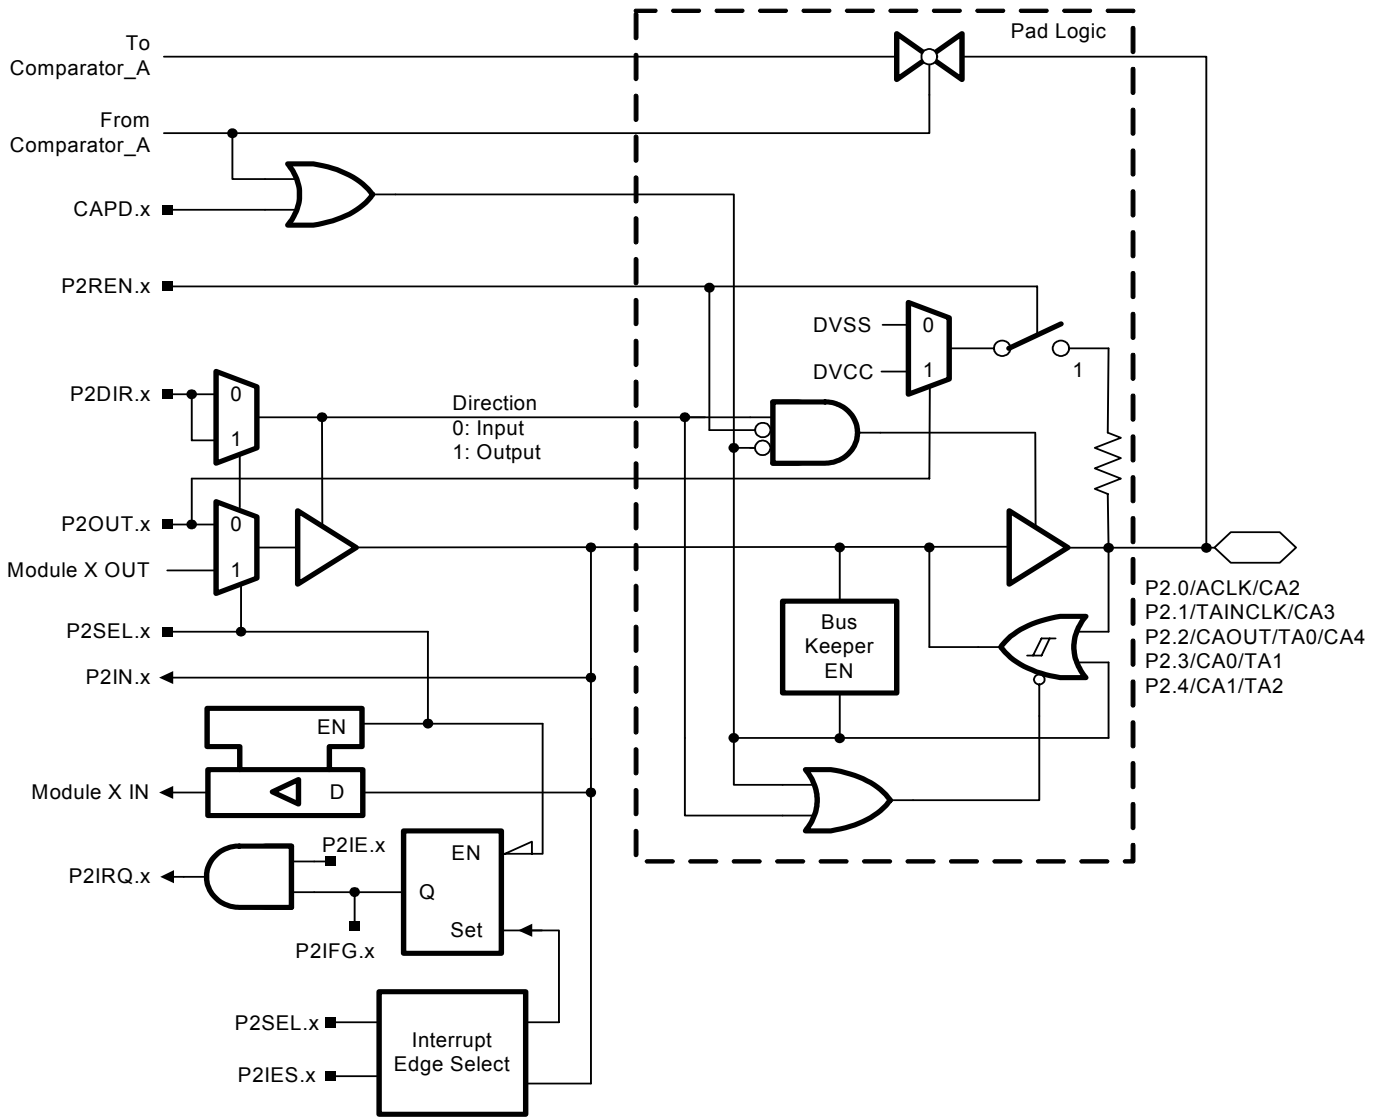 Pad Logic
To
Comparator_A
From
Comparator_A
CAPD.x
P2REN.x
DVSS
0
DVCC
1
1
P2DIR.x
0
1
Direction
0: Input
1: Output
P2OUT.x
0
Module X OUT
1
P2SEL.x
P2IN.x
Bus
Keeper
EN
P2.0/ACLK/CA2
P2.1/TAINCLK/CA3
P2.2/CAOUT/TA0/CA4
P2.3/CA0/TA1
P2.4/CA1/TA2
EN
Module X IN
D
P2IE.x
EN
P2IRQ.x
Q
Set
P2IFG.x
P2SEL.x
P2IES.x
Interrupt
Edge Select